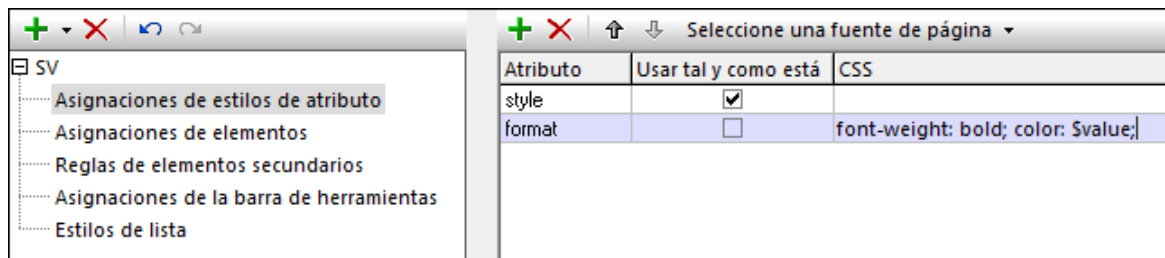 SV
Asignaciones de estilos de atributo
Asignaciones de elementos
Reglas de elementos secundarios
Asignaciones de la barra de herramientas
Estilos de lista
Seleccione una fuente de página
Atributo Usar tal y como está CSS
style
format font-weight: bold; color: $value;